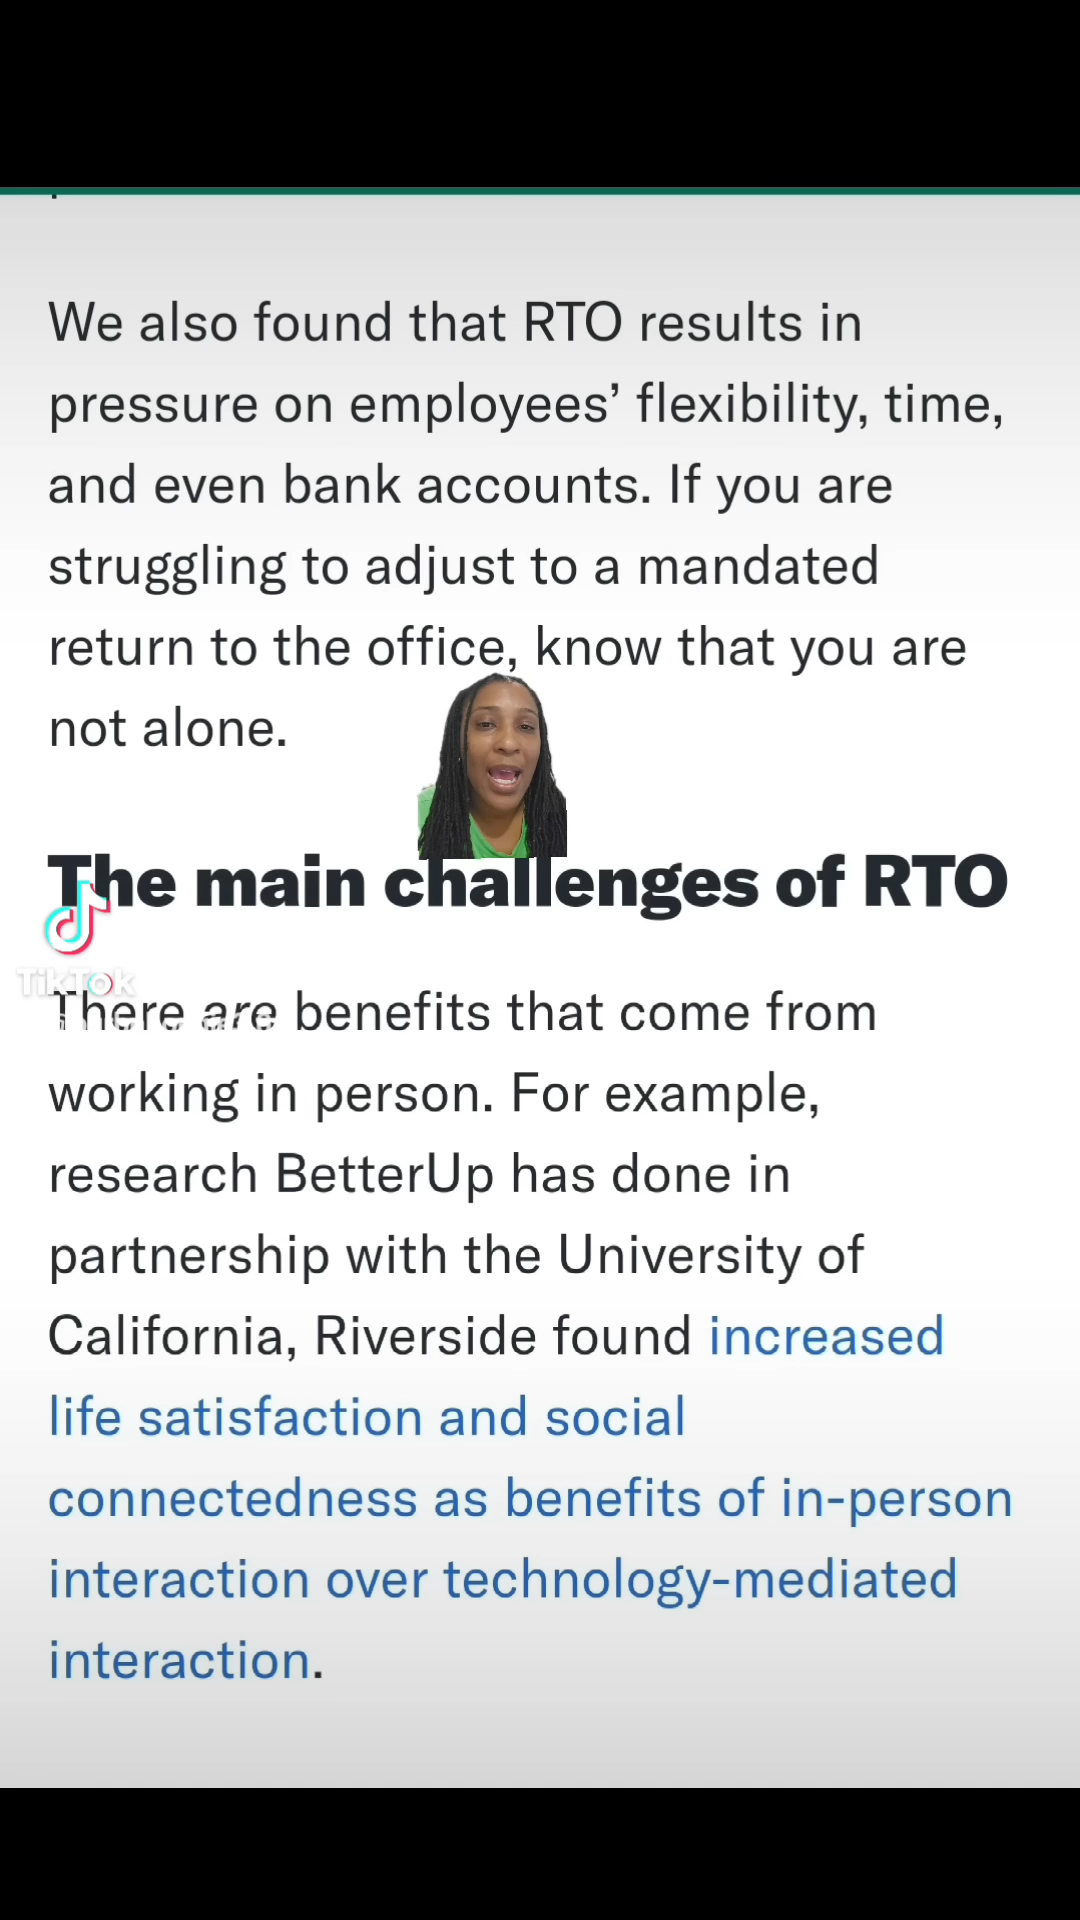 We also found that RTO results in
pressure on employees’ flexibility, time,
and even bank accounts. If you are
struggling to adjust to a mandated
return to the office, know that you are
not alone.
The main challenges of RTO
TikTok
There are benefits that come from
working in person. For example,
research BetterUp has done in
partnership with the University of
California, Riverside found increased
life satisfaction and social
connectedness as benefits of in-person
interaction over technology-mediated
interaction.